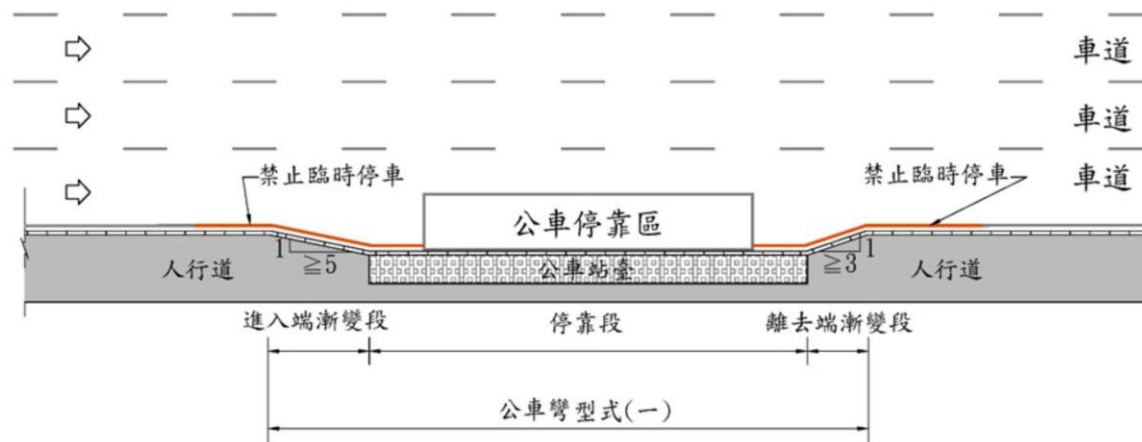 車道
車道
禁止臨時停車
禁止臨時停車
車道
公車停靠區
1
≧5
公車站臺
≧3
1
人行道
人行道
進入端漸變段
停靠段
離去端漸變段
公車彎型式(一)